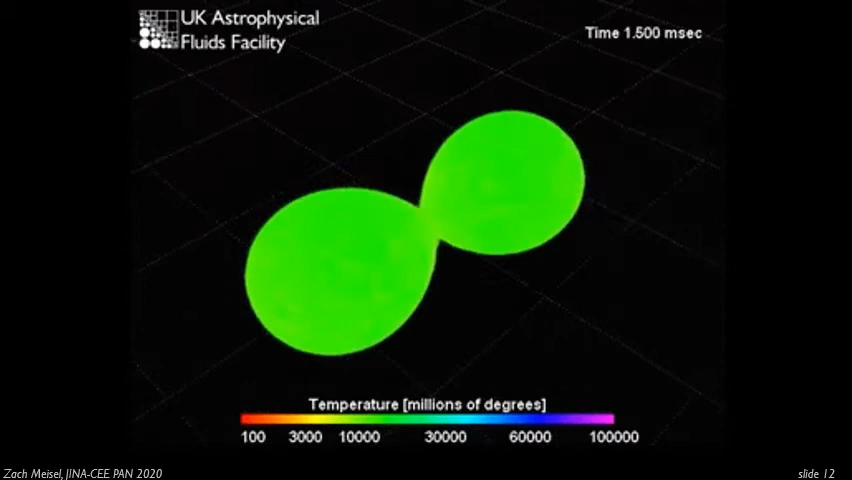 UK Astrophysical
Fluids Facility
Time 1.500 msec
Temperature [millions of degrees]
100 3000 10000 30000 60000 100000
Zach Meisel, JINA-CEE PAN 2020
slide 12